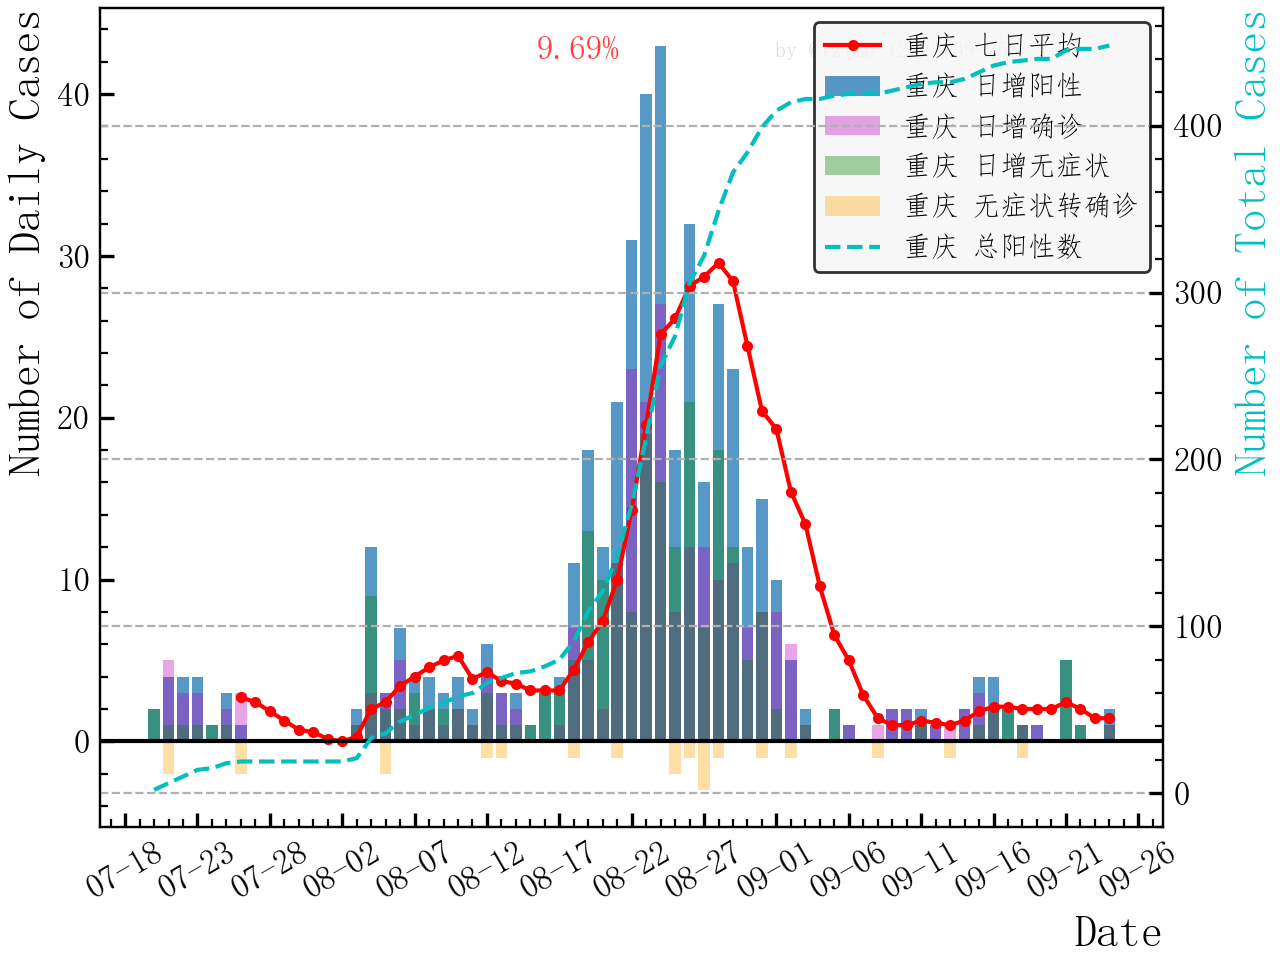 Number of Daily Cases
Number of Total Cases
9.69%
重庆 七日平均
重庆 日增阳性
重庆 日增确诊
重庆 日增无症状
重庆 无症状转确诊
重庆 总阳性数
40
30
20
10
0
400
300
200
100
0
07-18 07-23 07-28 08-02 08-07 08-12 08-17 08-22 08-27 09-01 09-06 09-11 09-16 09-21 09-26
Date